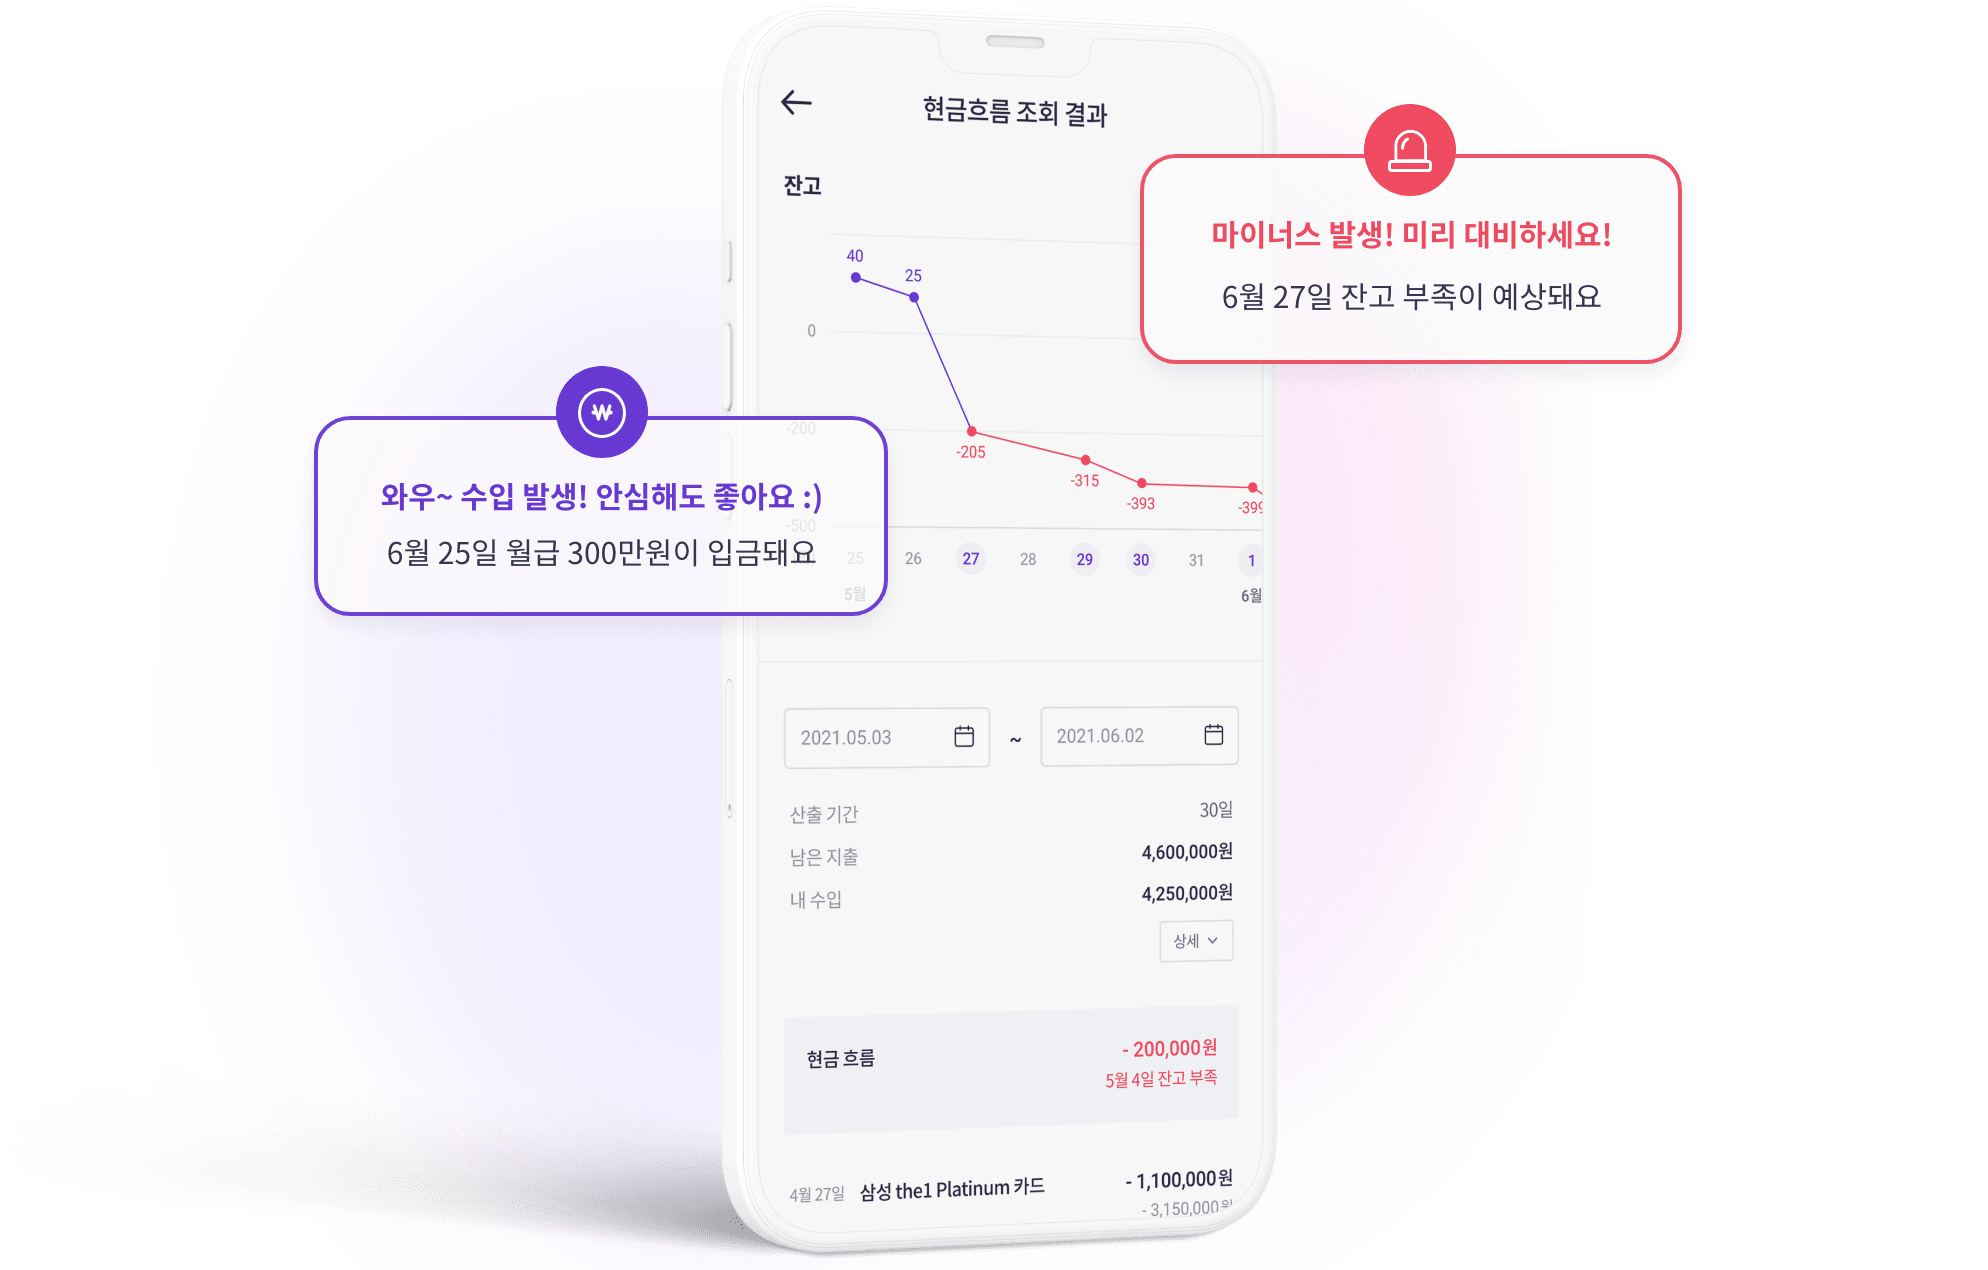 현금흐름 조회 결과
잔고
마이너스 발생! 미리 대비하세요!
6월 27일 잔고 부족이 예상돼요
40
25
0
-200
-205
-315
-393
-399
-500
₩
와우~ 수입 발생! 안심해도 좋아요 :)
6월 25일 월급 300만원이 입금돼요
25 26 27 28 29 30 31 1
5월 6월
2021.05.03 ~ 2021.06.02
산출 기간 30일
남은 지출 4,600,000원
내 수입 4,250,000원
상세
현금 흐름 - 200,000원
5월 4일 잔고 부족
4월 27일 삼성 the1 Platinum 카드 - 1,100,000원
- 3,150,000원